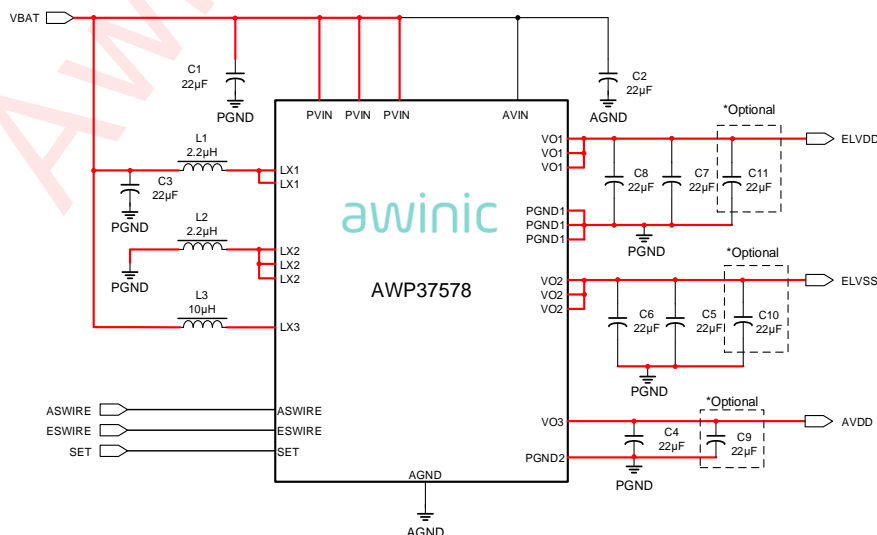 VBAT
C1
22µF
PGND
C2
22µF
AGND
PVIN PVIN PVIN AVIN
*Optional
L1
2.2µH
LX1
LX1
C3
22µF
PGND
L2
2.2µH
PGND
LX2
LX2
LX2
L3
10µH
LX3
awinic
AWP37578
VO1
VO1
VO1
ELVDD
C8
22µF
C7
22µF
C11
22µF
PGND1
PGND1
PGND1
PGND
*Optional
VO2
VO2
VO2
ELVSS
C6
22µF
C5
22µF
C10
22µF
PGND
*Optional
VO3
AVDD
C4
22µF
C9
22µF
PGND2
PGND
ASWIRE
ASWIRE
ESWIRE
ESWIRE
SET
SET
AGND
AGND